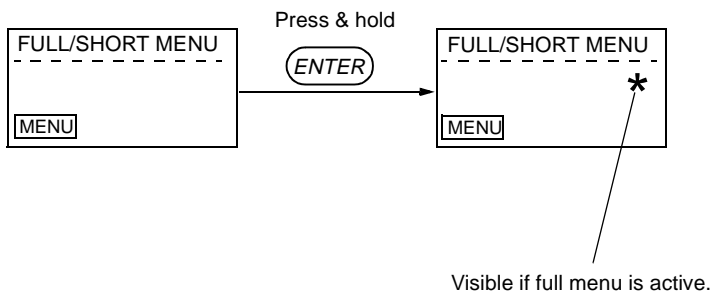 Press & hold
FULL/SHORT MENU
ENTER
MENU
FULL/SHORT MENU
*
MENU
Visible if full menu is active.